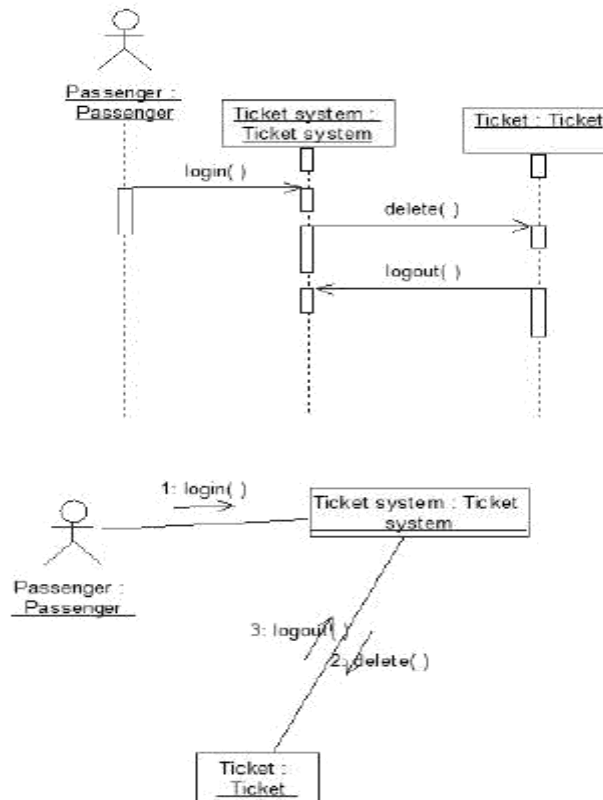 Passenger :
Passenger
Ticket system :
Ticket system
Ticket : Ticket
login( )
delete( )
logout( )
1: login( )
Ticket system : Ticket
system
Passenger :
Passenger
3: logout( )
2: delete( )
Ticket :
Ticket